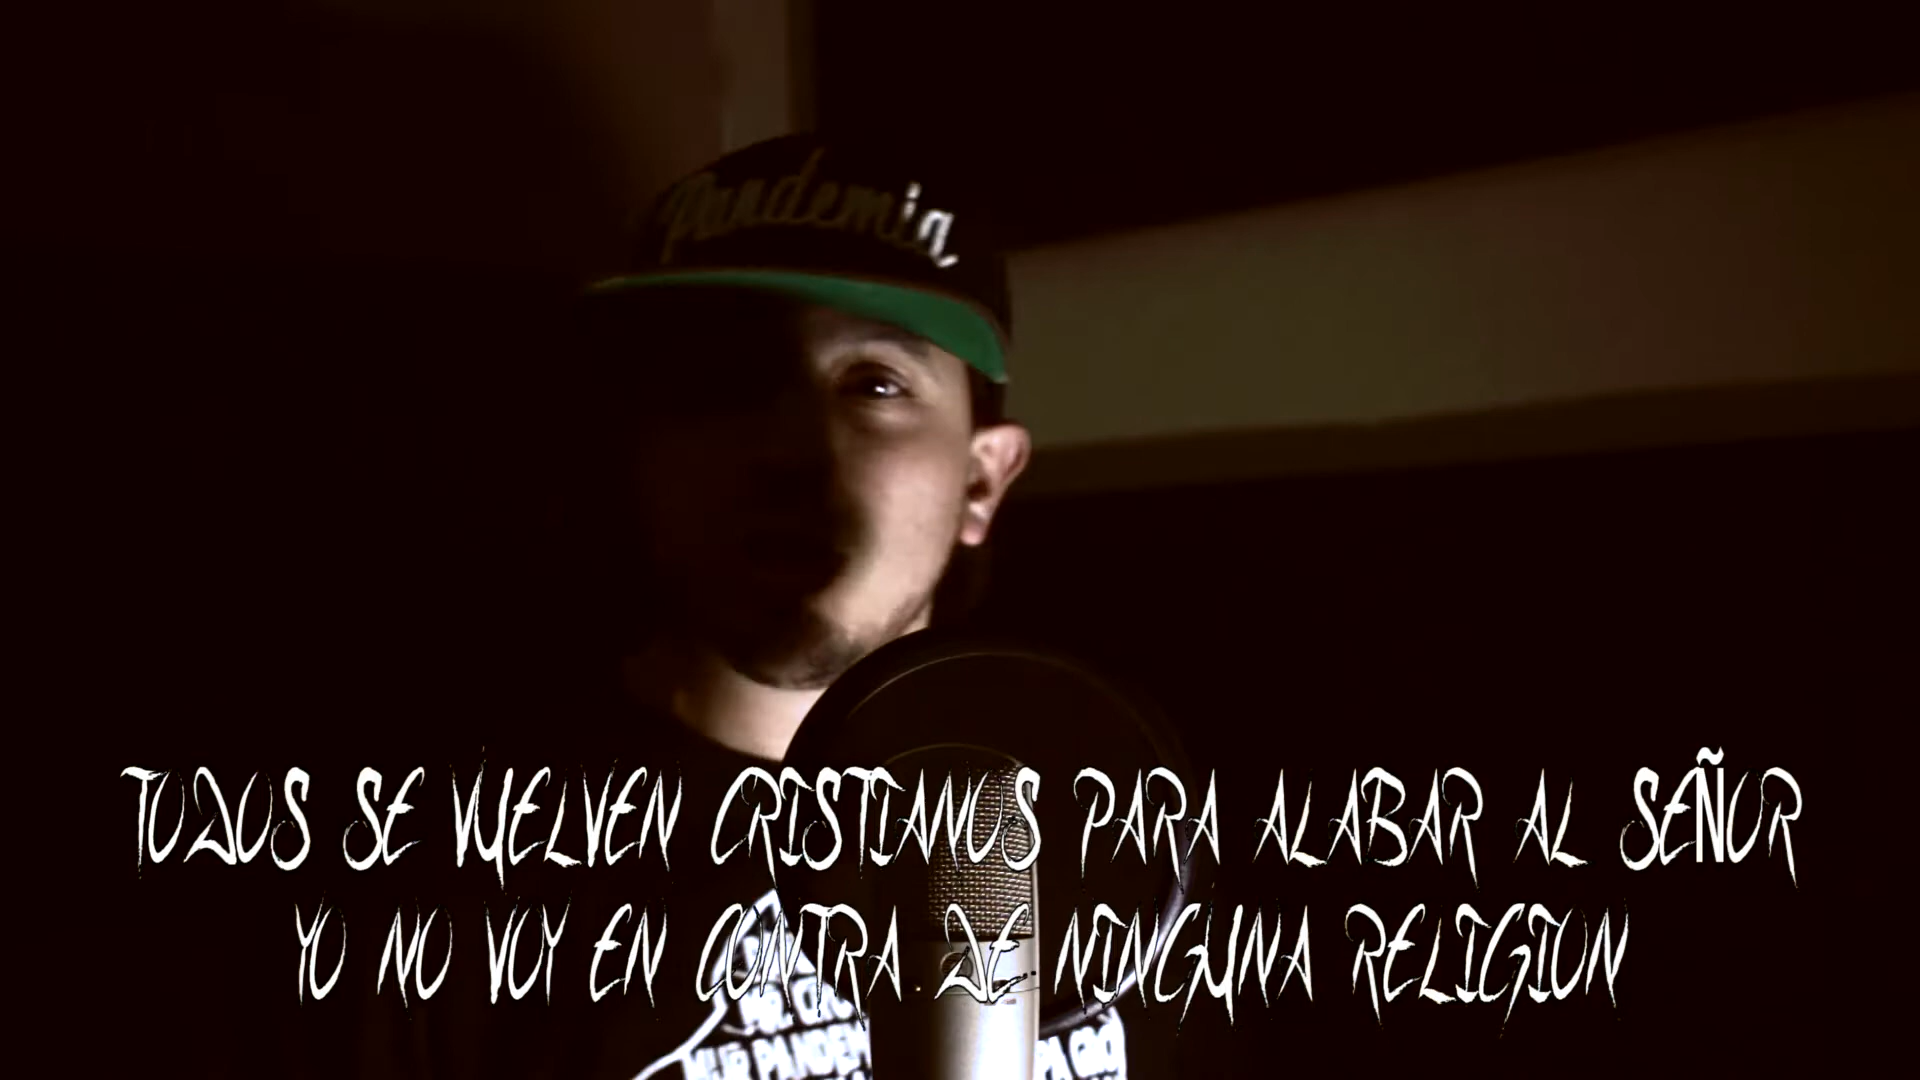 Pandemia
TODOS SE VUELVEN CRISTIANOS PARA ALABAR AL SEÑOR
YO NO VOY EN CONTRA DE NINGUNA RELIGION